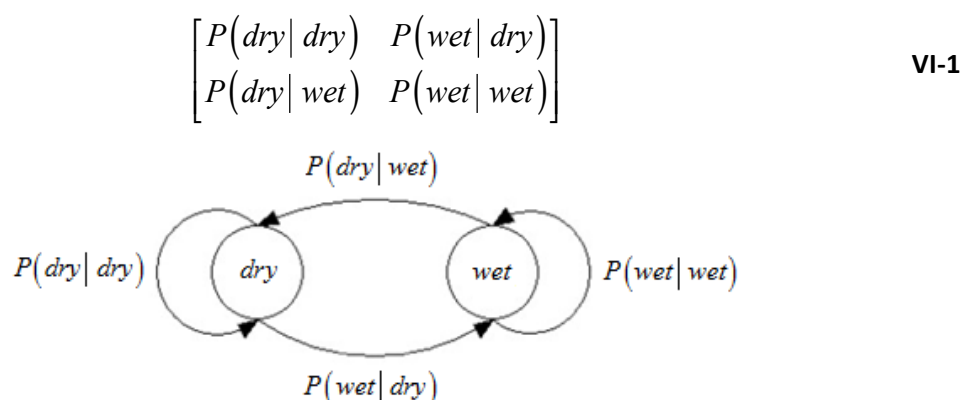 [P(dry| dry) P(wet| dry)]
[P(dry| wet) P(wet| wet)]
VI-1
P(dry| wet)
P(dry| dry) dry wet P(wet| wet)
P(wet| dry)